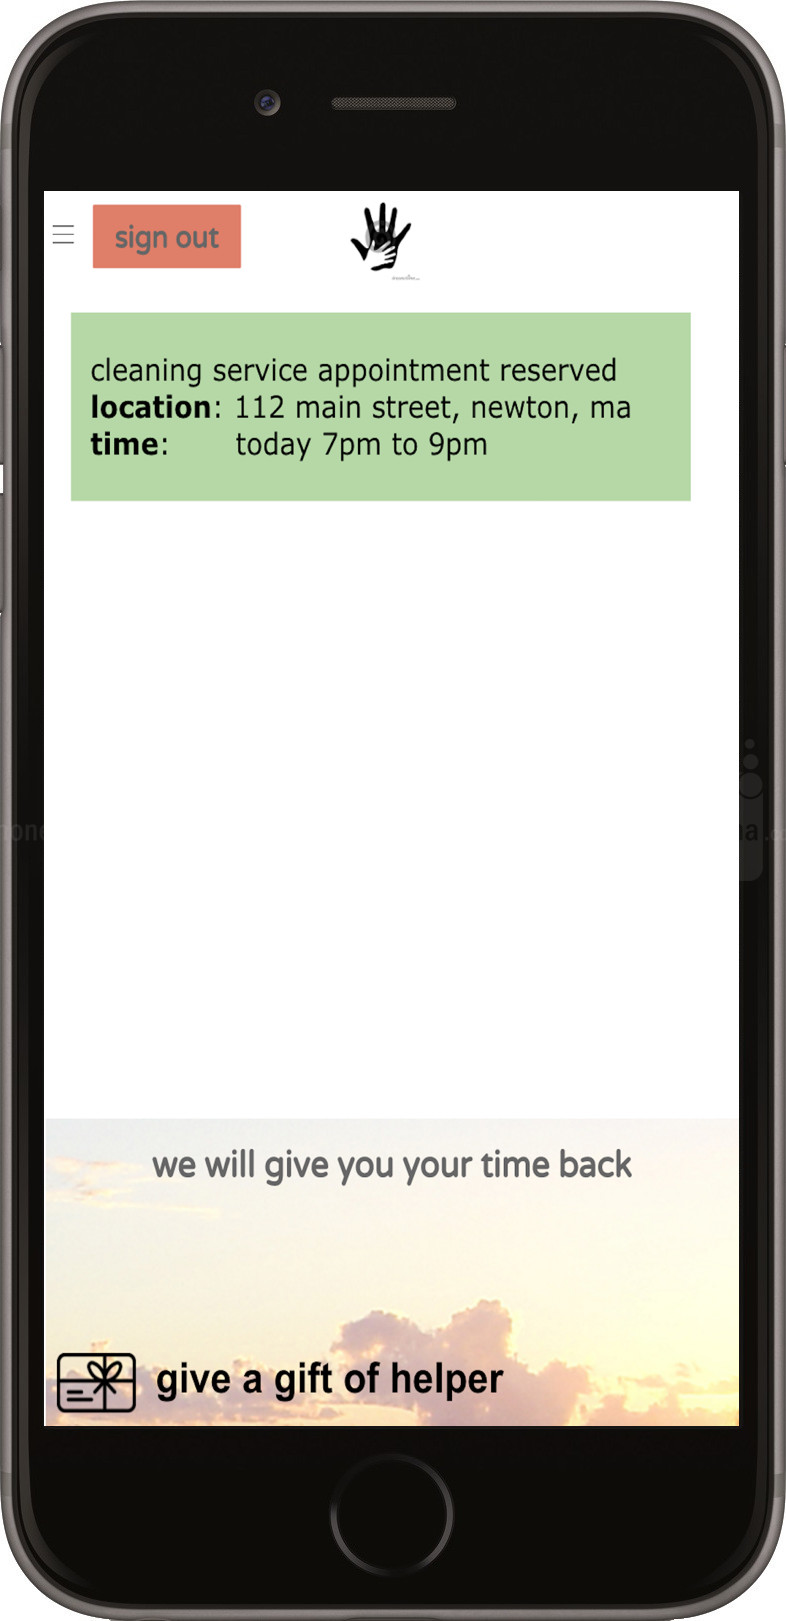 sign out
cleaning service appointment reserved
location: 112 main street, newton, ma
time: today 7pm to 9pm
we will give you your time back
give a gift of helper